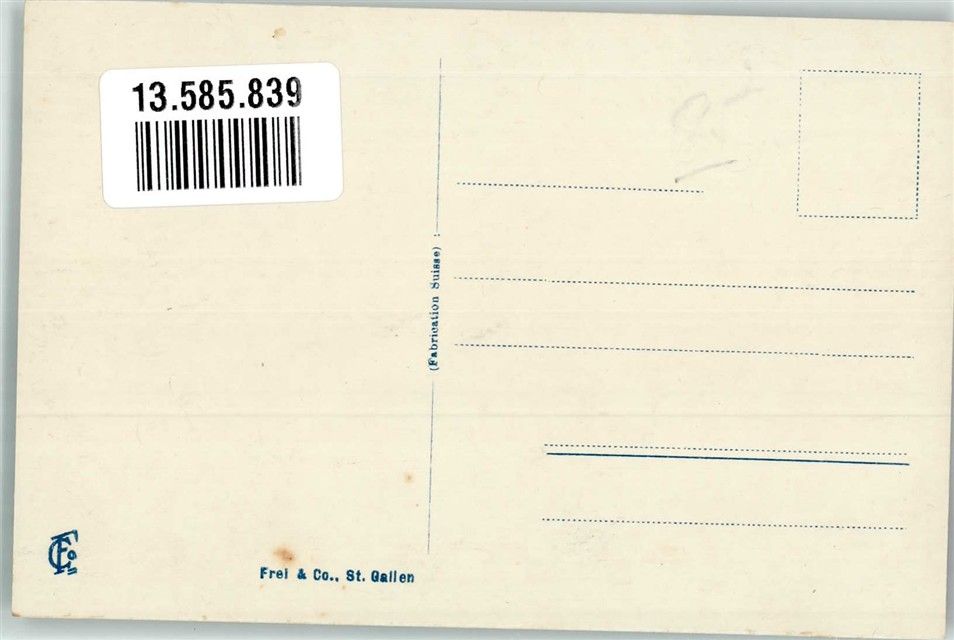 13.585.839
(Fabrication Suisse)
Frei & Co., St. Gallen